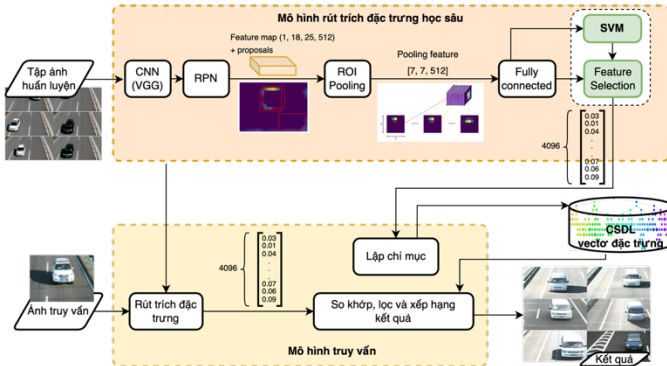 Mô hình rút trích đặc trưng học sâu
Feature map (1, 18, 25, 512)
+ proposals
Pooling feature
[7, 7, 512]
SVM
Tập ảnh
huấn luyện
CNN
(VGG)
RPN
ROI
Pooling
Fully
connected
Feature
Selection
4096
0.03
0.01
0.04
.
.
.
0.07
0.06
0.09
CSDL
vectơ đặc trưng
Lập chỉ mục
4096
0.03
0.01
0.04
.
.
.
0.07
0.06
0.09
Ảnh truy vấn
Rút trích đặc
trưng
So khớp, lọc và xếp hạng
kết quả
Mô hình truy vấn
Kết quả